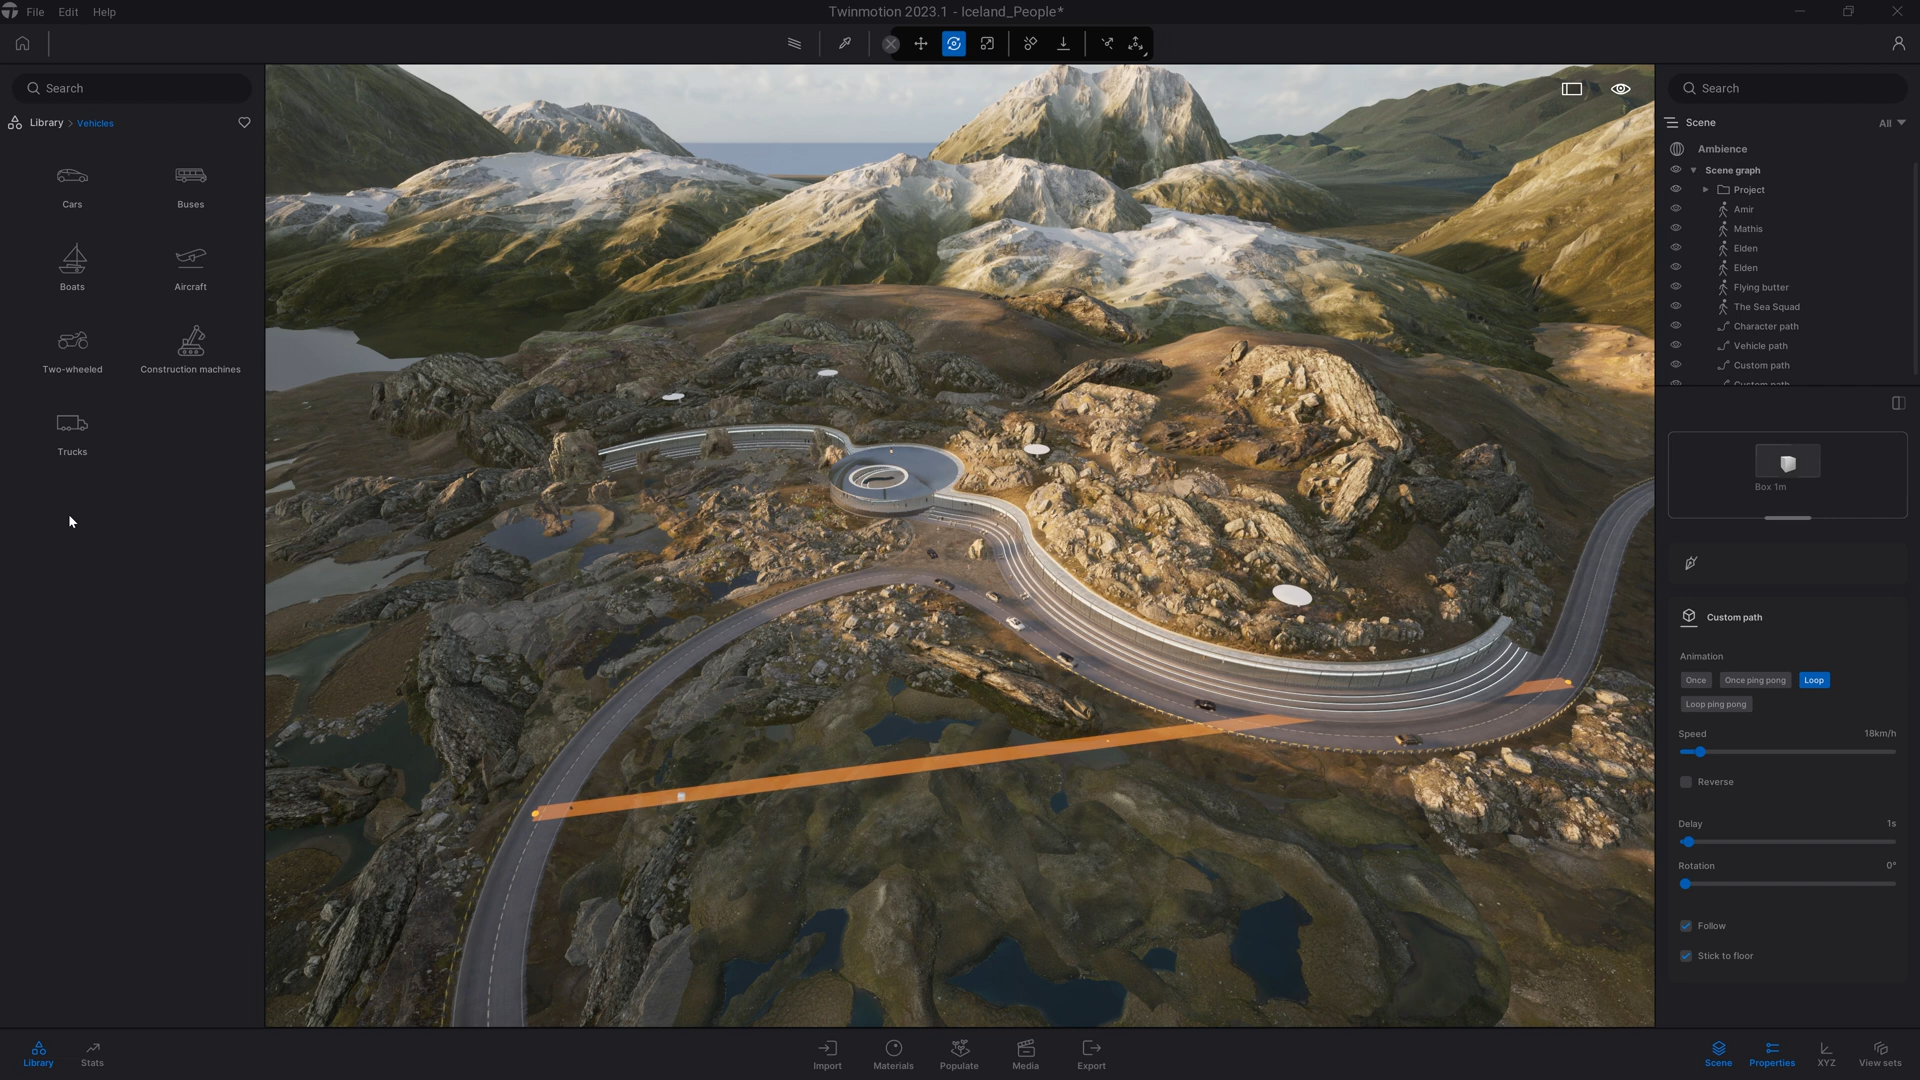 File Edit Help
Twinmotion 2023.1 - Iceland_People*
Search
Library > Vehicles
Cars
Buses
Boats
Aircraft
Two-wheeled
Construction machines
Trucks
Search
Scene
All
Ambience
Scene graph
Project
Amir
Mathis
Elden
Elden
Flying butter
The Sea Squad
Character path
Vehicle path
Custom path
Custom path
Box 1m
Custom path
Animation
Once
Once ping pong
Loop
Loop ping pong
Speed
18km/h
Reverse
Delay
1s
Rotation
0°
Follow
Stick to floor
Library
Stats
Import
Materials
Populate
Media
Export
Scene
Properties
XYZ
View sets